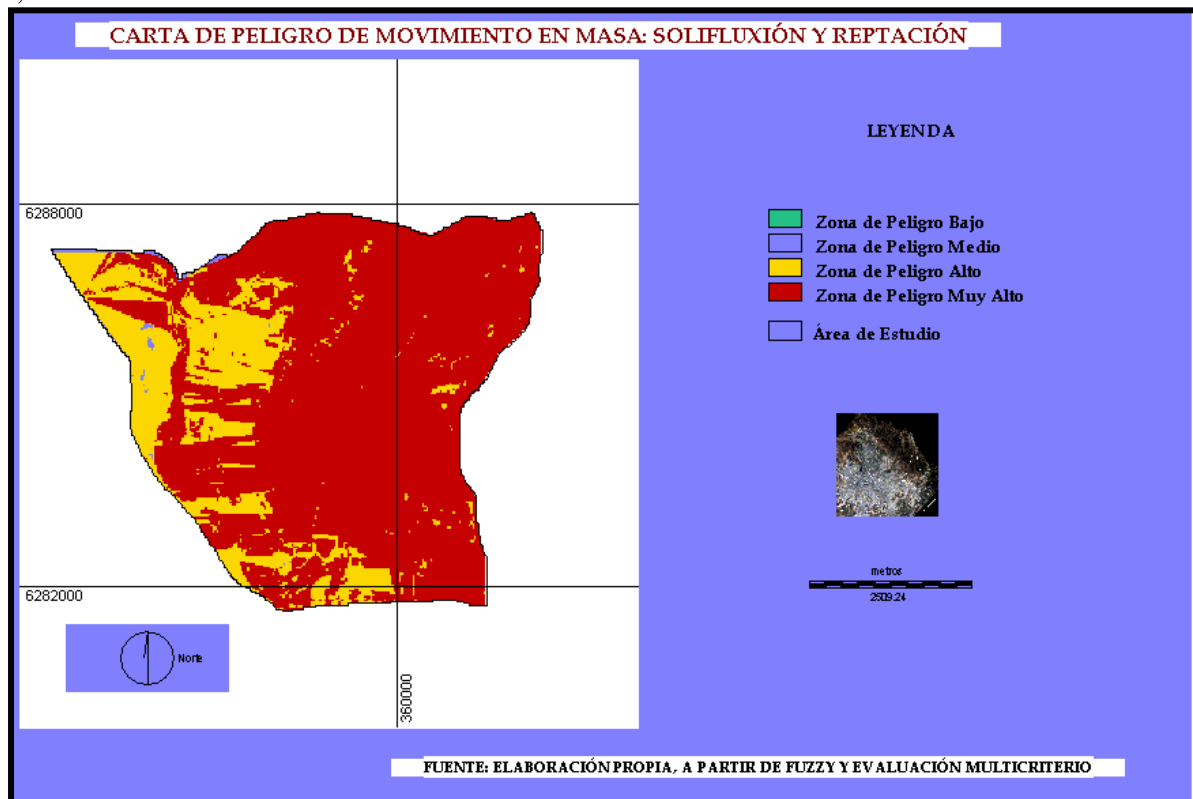 CARTA DE PELIGRO DE MOVIMIENTO EN MASA: SOLIFLUXIÓN Y REPTACIÓN
LEYENDA
6288000
Zona de Peligro Bajo
Zona de Peligro Medio
Zona de Peligro Alto
Zona de Peligro Muy Alto
Área de Estudio
metros
2509.24
6282000
Norte
360000
FUENTE: ELABORACIÓN PROPIA, A PARTIR DE FUZZY Y EVALUACIÓN MULTICRITERIO